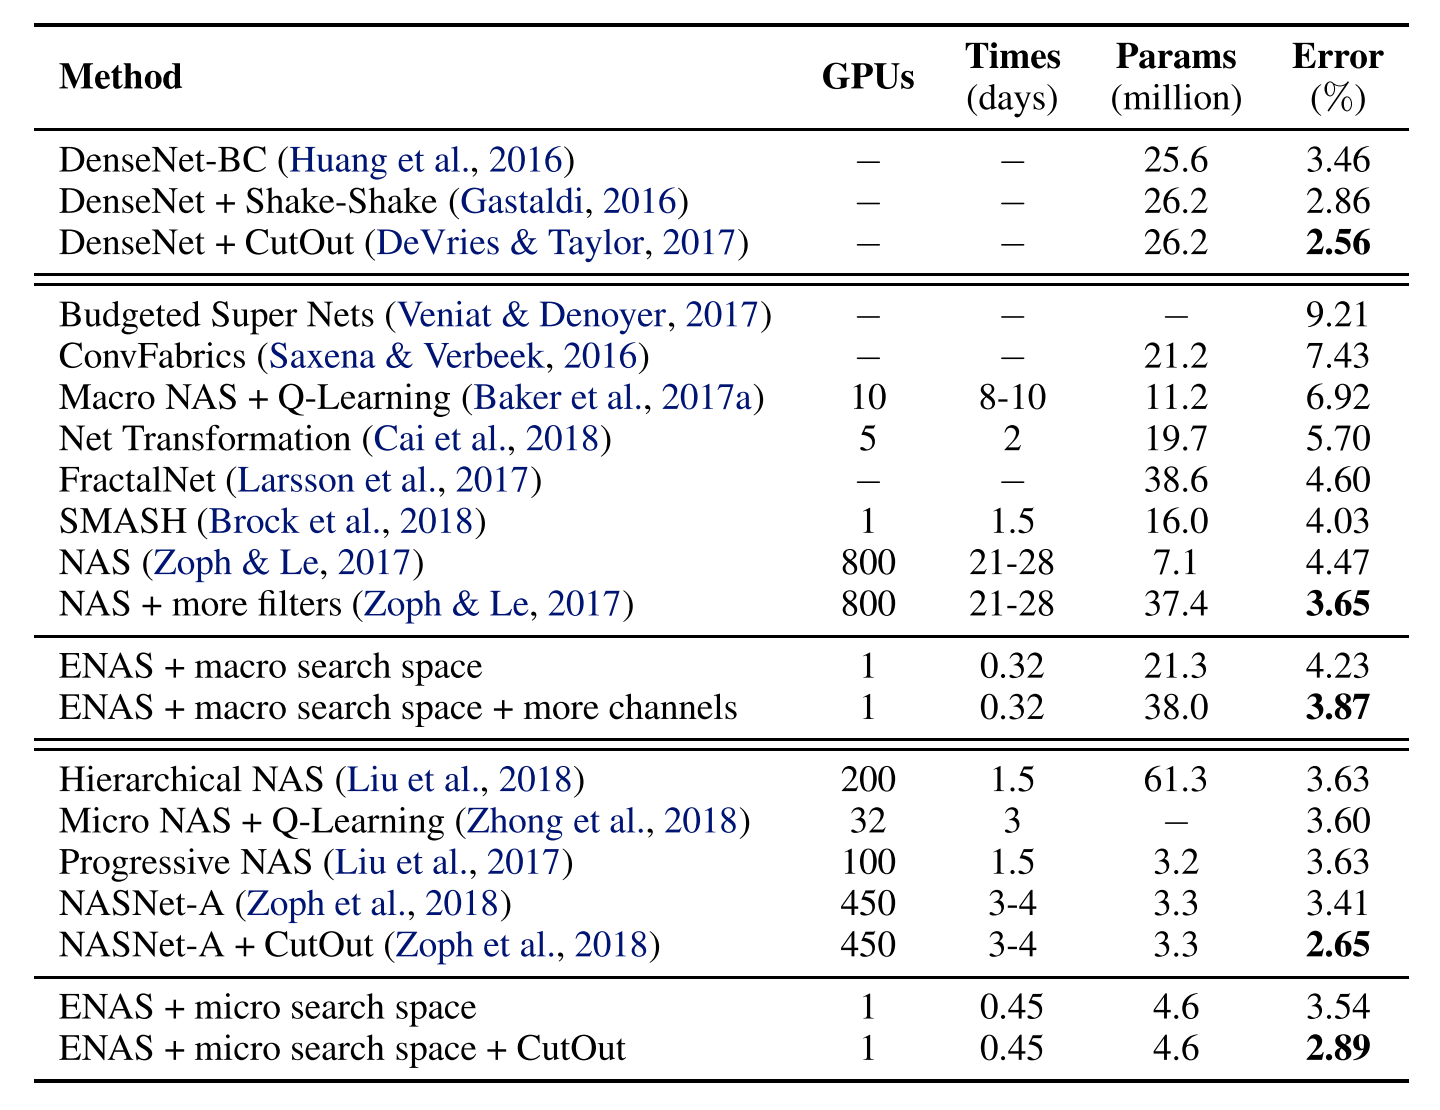 Method GPUs Times (days) Params (million) Error (%)
DenseNet-BC (Huang et al., 2016) — — 25.6 3.46
DenseNet + Shake-Shake (Gastaldi, 2016) — — 26.2 2.86
DenseNet + CutOut (DeVries & Taylor, 2017) — — 26.2 2.56
Budgeted Super Nets (Veniat & Denoyer, 2017) — — — 9.21
ConvFabrics (Saxena & Verbeek, 2016) — — 21.2 7.43
Macro NAS + Q-Learning (Baker et al., 2017a) 10 8-10 11.2 6.92
Net Transformation (Cai et al., 2018) 5 2 19.7 5.70
FractalNet (Larsson et al., 2017) — — 38.6 4.60
SMASH (Brock et al., 2018) 1 1.5 16.0 4.03
NAS (Zoph & Le, 2017) 800 21-28 7.1 4.47
NAS + more filters (Zoph & Le, 2017) 800 21-28 37.4 3.65
ENAS + macro search space 1 0.32 21.3 4.23
ENAS + macro search space + more channels 1 0.32 38.0 3.87
Hierarchical NAS (Liu et al., 2018) 200 1.5 61.3 3.63
Micro NAS + Q-Learning (Zhong et al., 2018) 32 3 — 3.60
Progressive NAS (Liu et al., 2017) 100 1.5 3.2 3.63
NASNet-A (Zoph et al., 2018) 450 3-4 3.3 3.41
NASNet-A + CutOut (Zoph et al., 2018) 450 3-4 3.3 2.65
ENAS + micro search space 1 0.45 4.6 3.54
ENAS + micro search space + CutOut 1 0.45 4.6 2.89